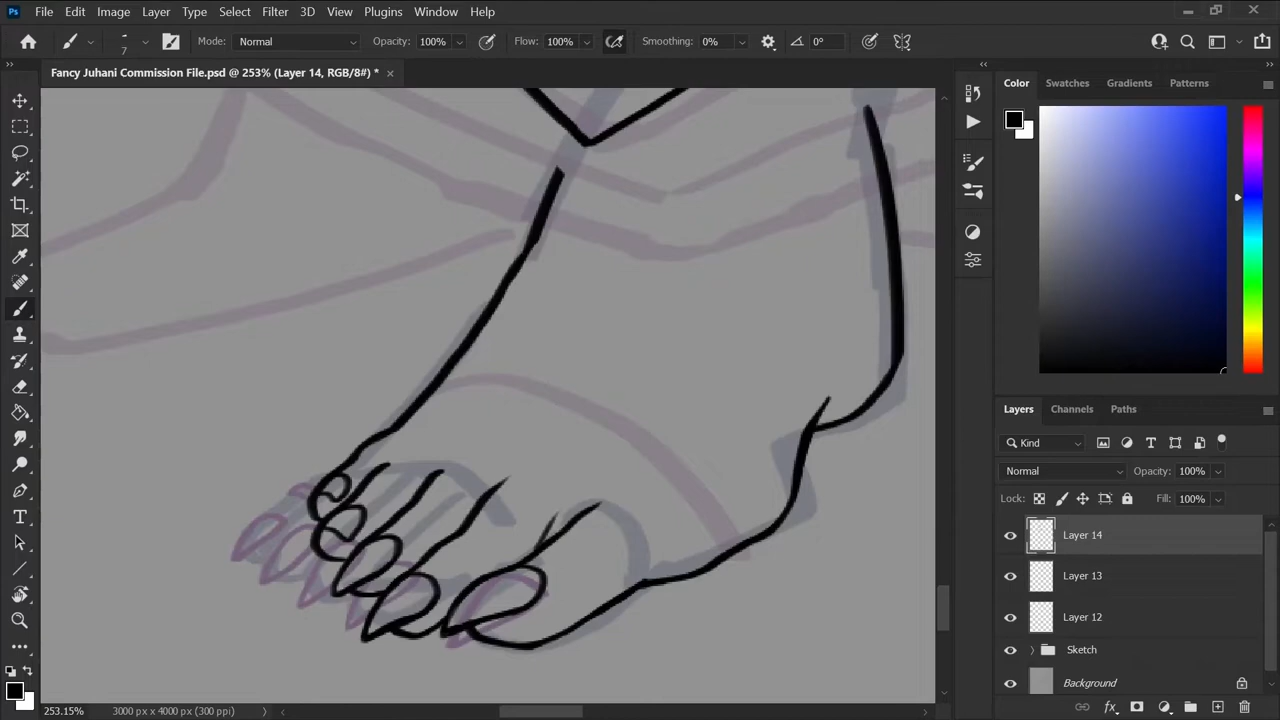 Ps File Edit Image Layer Type Select Filter 3D View Plugins Window Help
7 Mode: Normal Opacity: 100% Flow: 100% Smoothing: 0% 0°
Fancy Juhani Commission File.psd @ 253% (Layer 14, RGB/8#) * ×
Color Swatches Gradients Patterns
Layers Channels Paths
Kind
Normal Opacity: 100%
Lock: Fill: 100%
Layer 14
Layer 13
Layer 12
Sketch
Background
253.15% 3000 px x 4000 px (300 ppi)